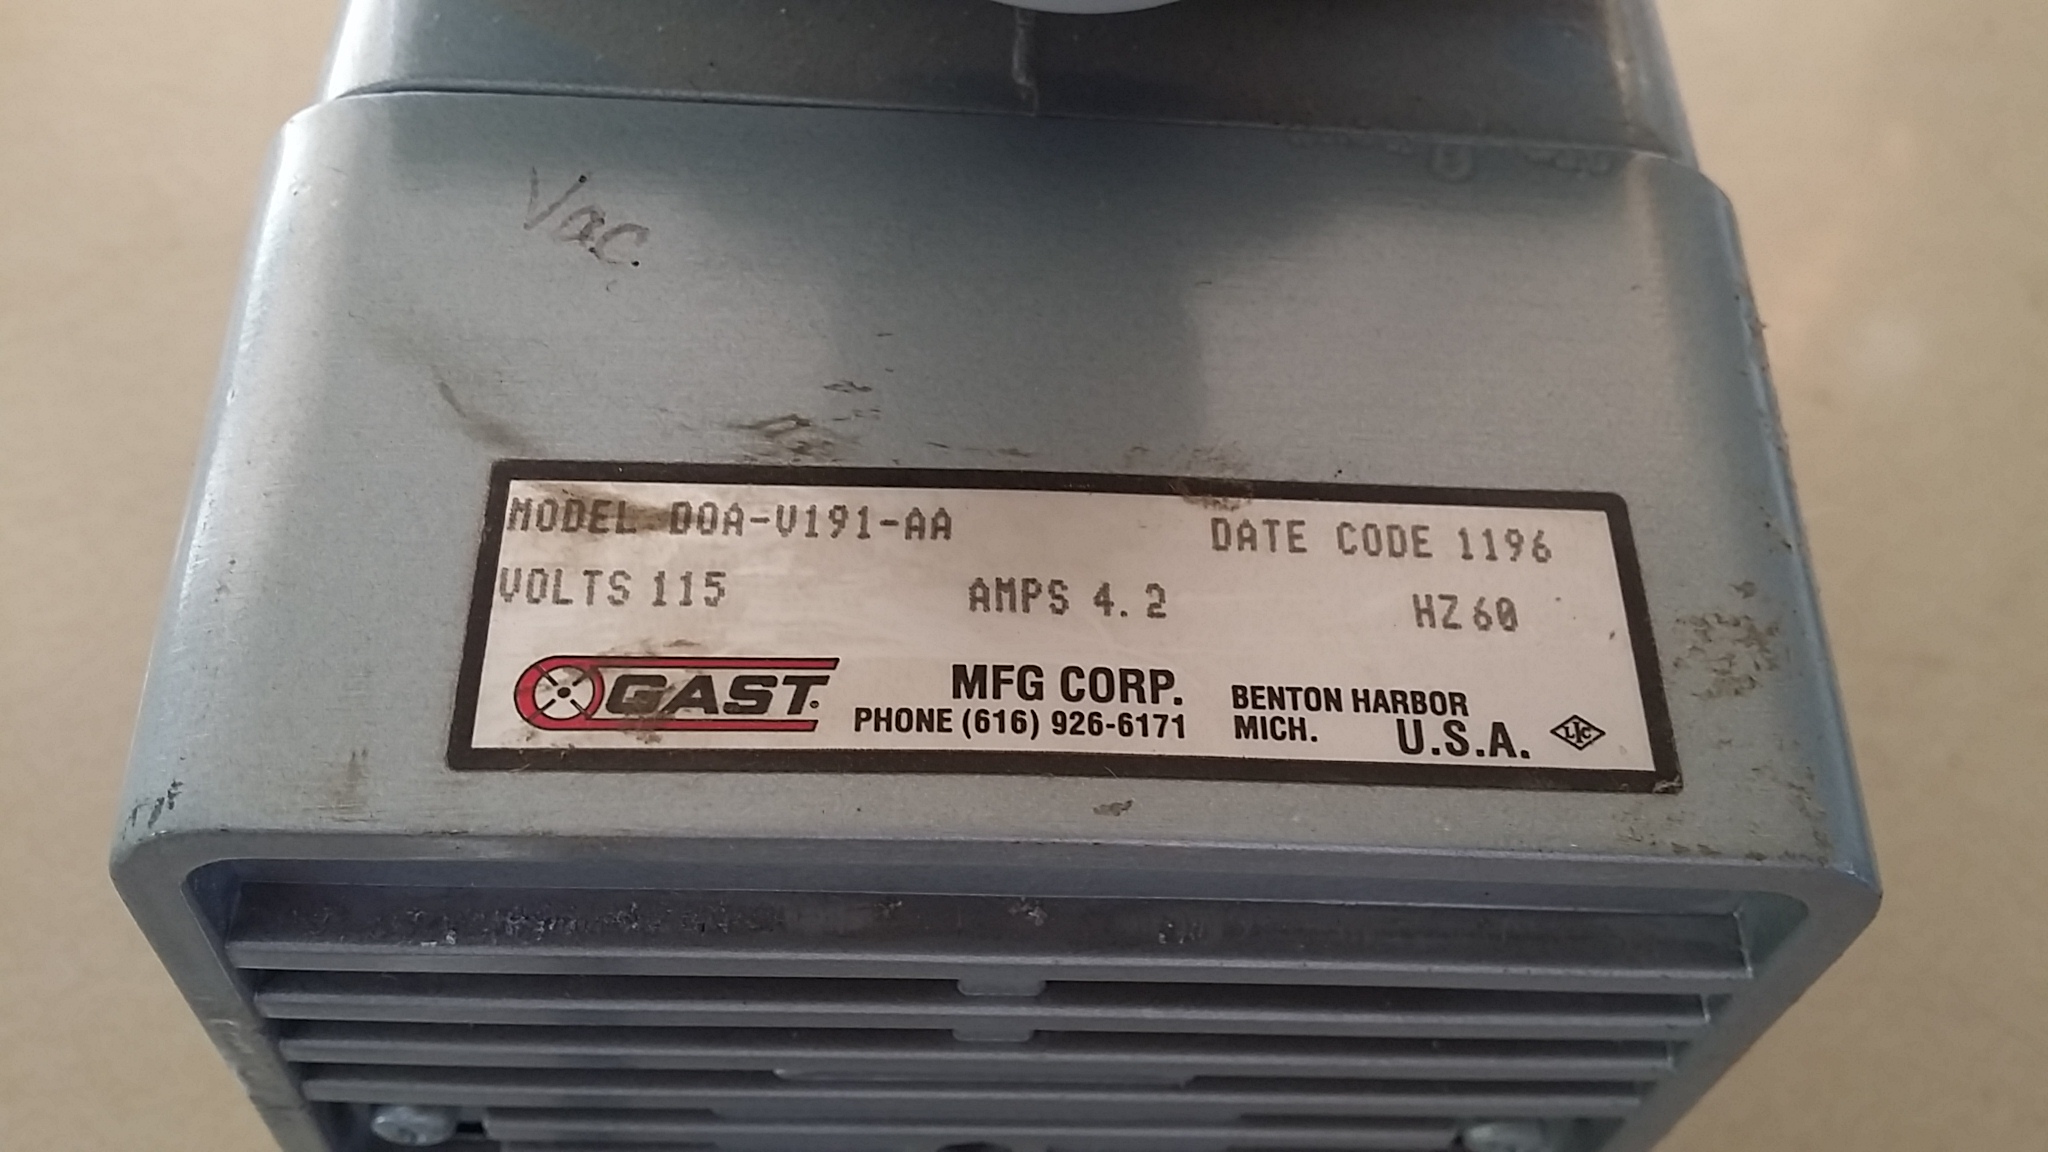 Vac.
MODEL DOA-V191-AA DATE CODE 1196
VOLTS 115 AMPS 4.2 HZ 60
GAST MFG CORP. BENTON HARBOR
PHONE (616) 926-6171 MICH. U.S.A. LJC